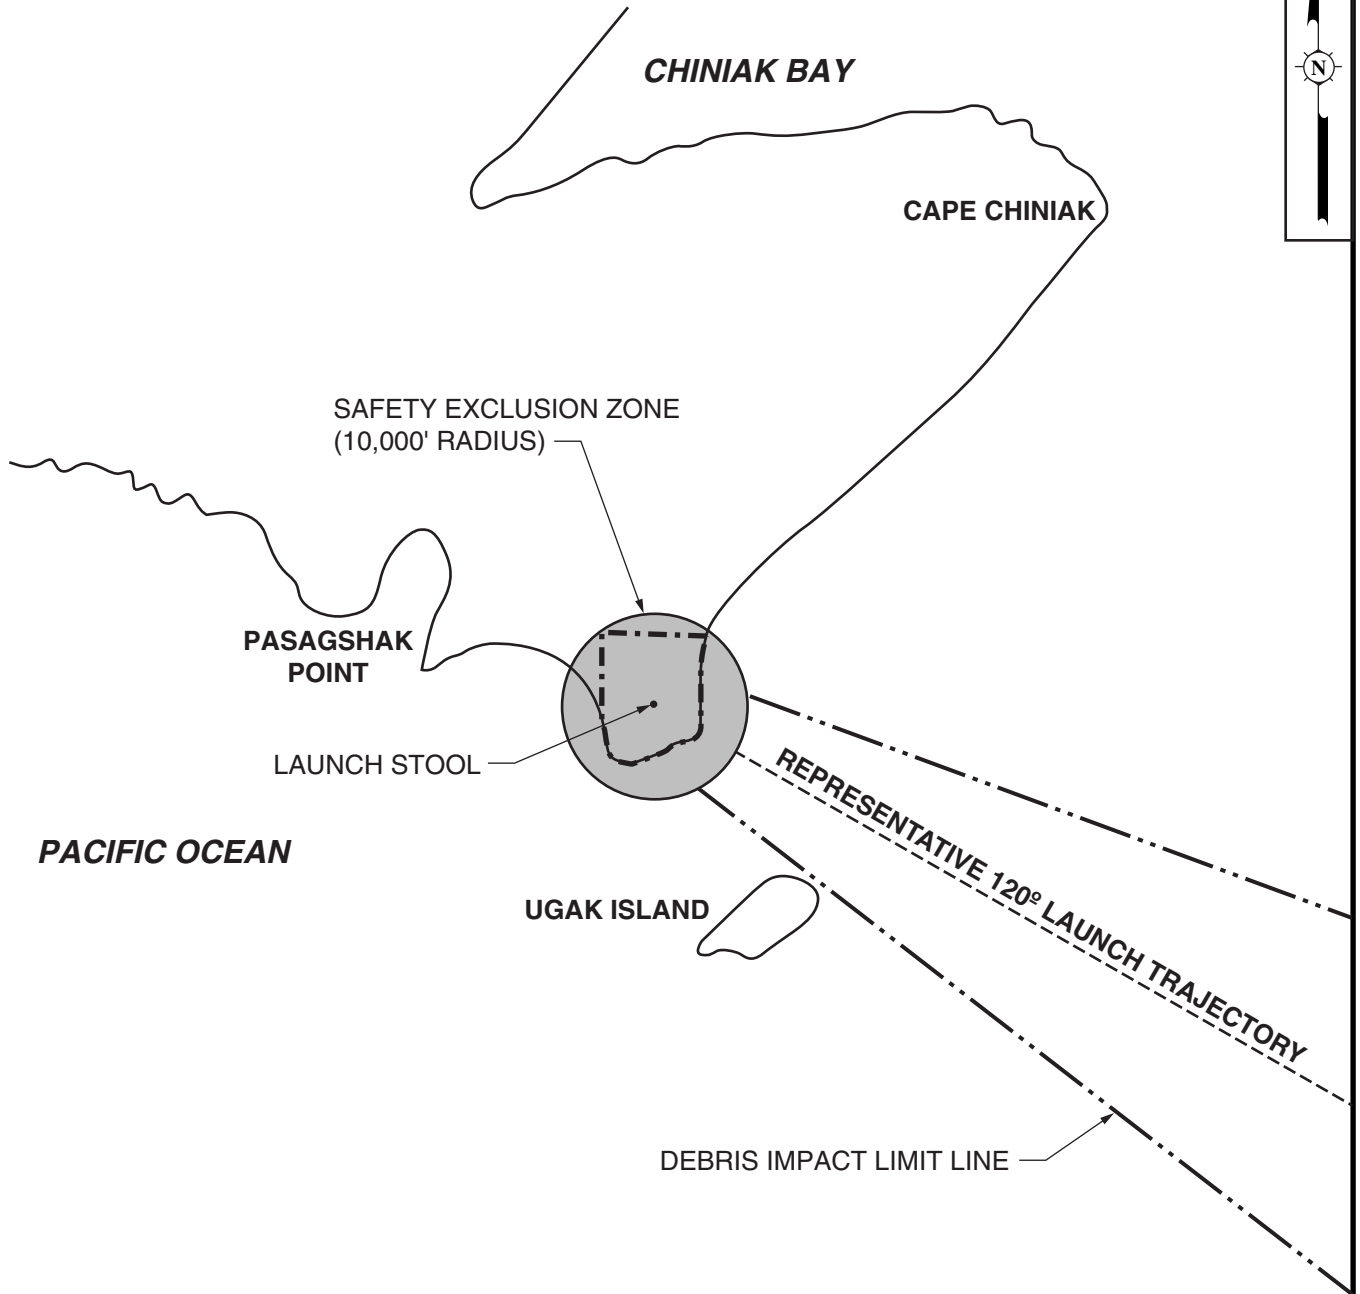 CHINIAK BAY
N
CAPE CHINIAK
SAFETY EXCLUSION ZONE
(10,000' RADIUS)
PASAGSHAK
POINT
LAUNCH STOOL
REPRESENTATIVE 120º LAUNCH TRAJECTORY
PACIFIC OCEAN
UGAK ISLAND
DEBRIS IMPACT LIMIT LINE